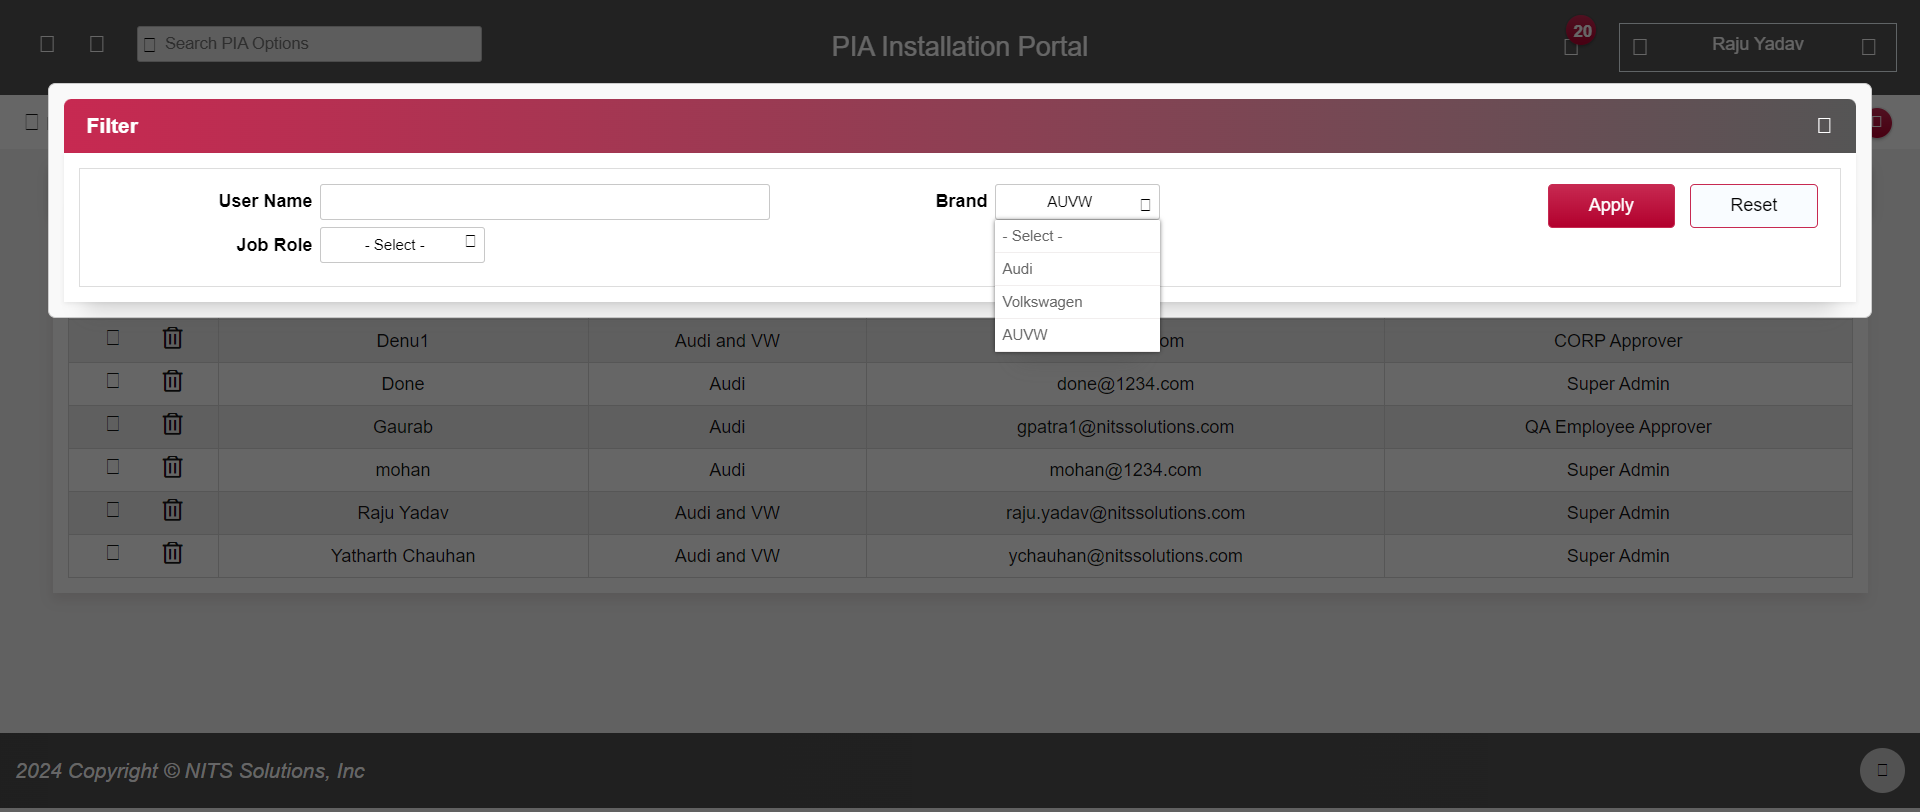 Search PIA Options
PIA Installation Portal
20
Raju Yadav
Filter
User Name
Brand
AUVW
Apply
Reset
Job Role
- Select -
- Select -
Audi
Volkswagen
AUVW
Denu1
Audi and VW
om
CORP Approver
Done
Audi
done@1234.com
Super Admin
Gaurab
Audi
gpatra1@nitssolutions.com
QA Employee Approver
mohan
Audi
mohan@1234.com
Super Admin
Raju Yadav
Audi and VW
raju.yadav@nitssolutions.com
Super Admin
Yatharth Chauhan
Audi and VW
ychauhan@nitssolutions.com
Super Admin
2024 Copyright © NITS Solutions, Inc